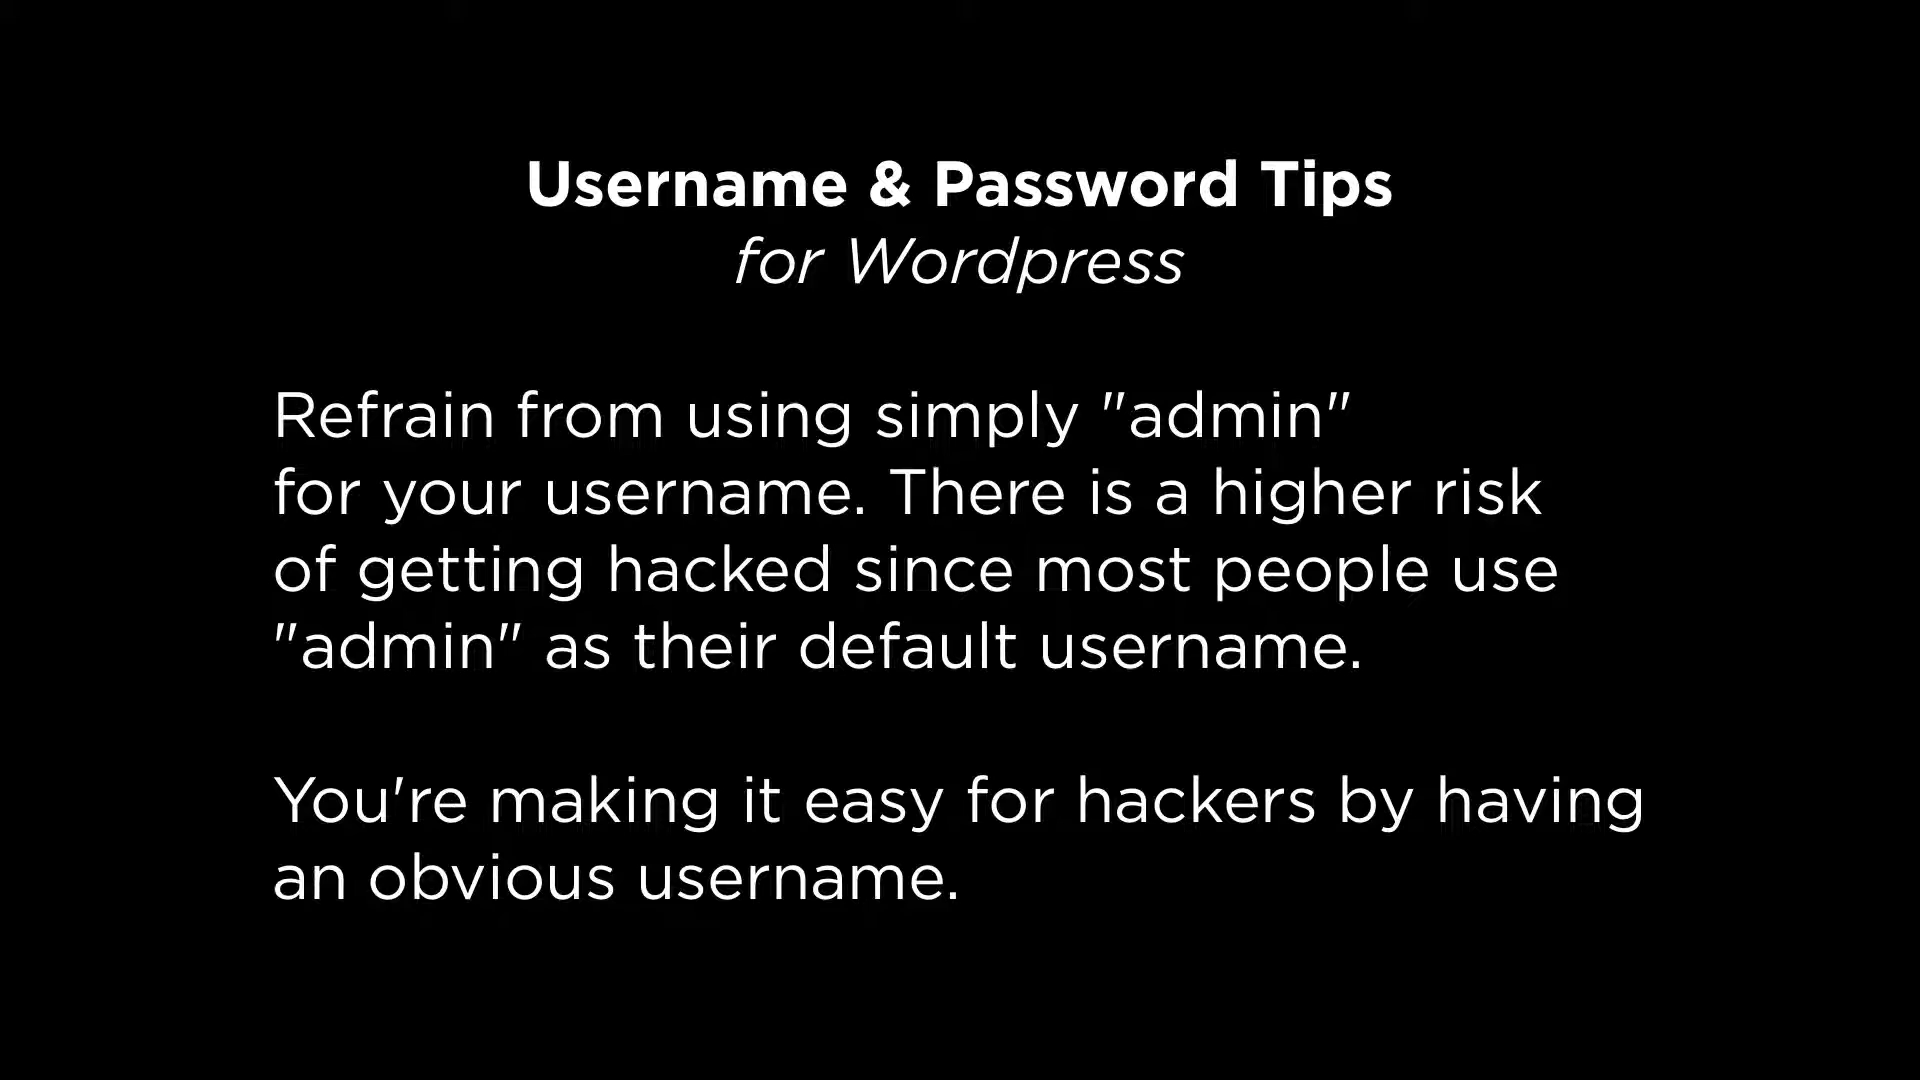 Username & Password Tips
for Wordpress
Refrain from using simply "admin"
for your username. There is a higher risk
of getting hacked since most people use
"admin" as their default username.
You're making it easy for hackers by having
an obvious username.